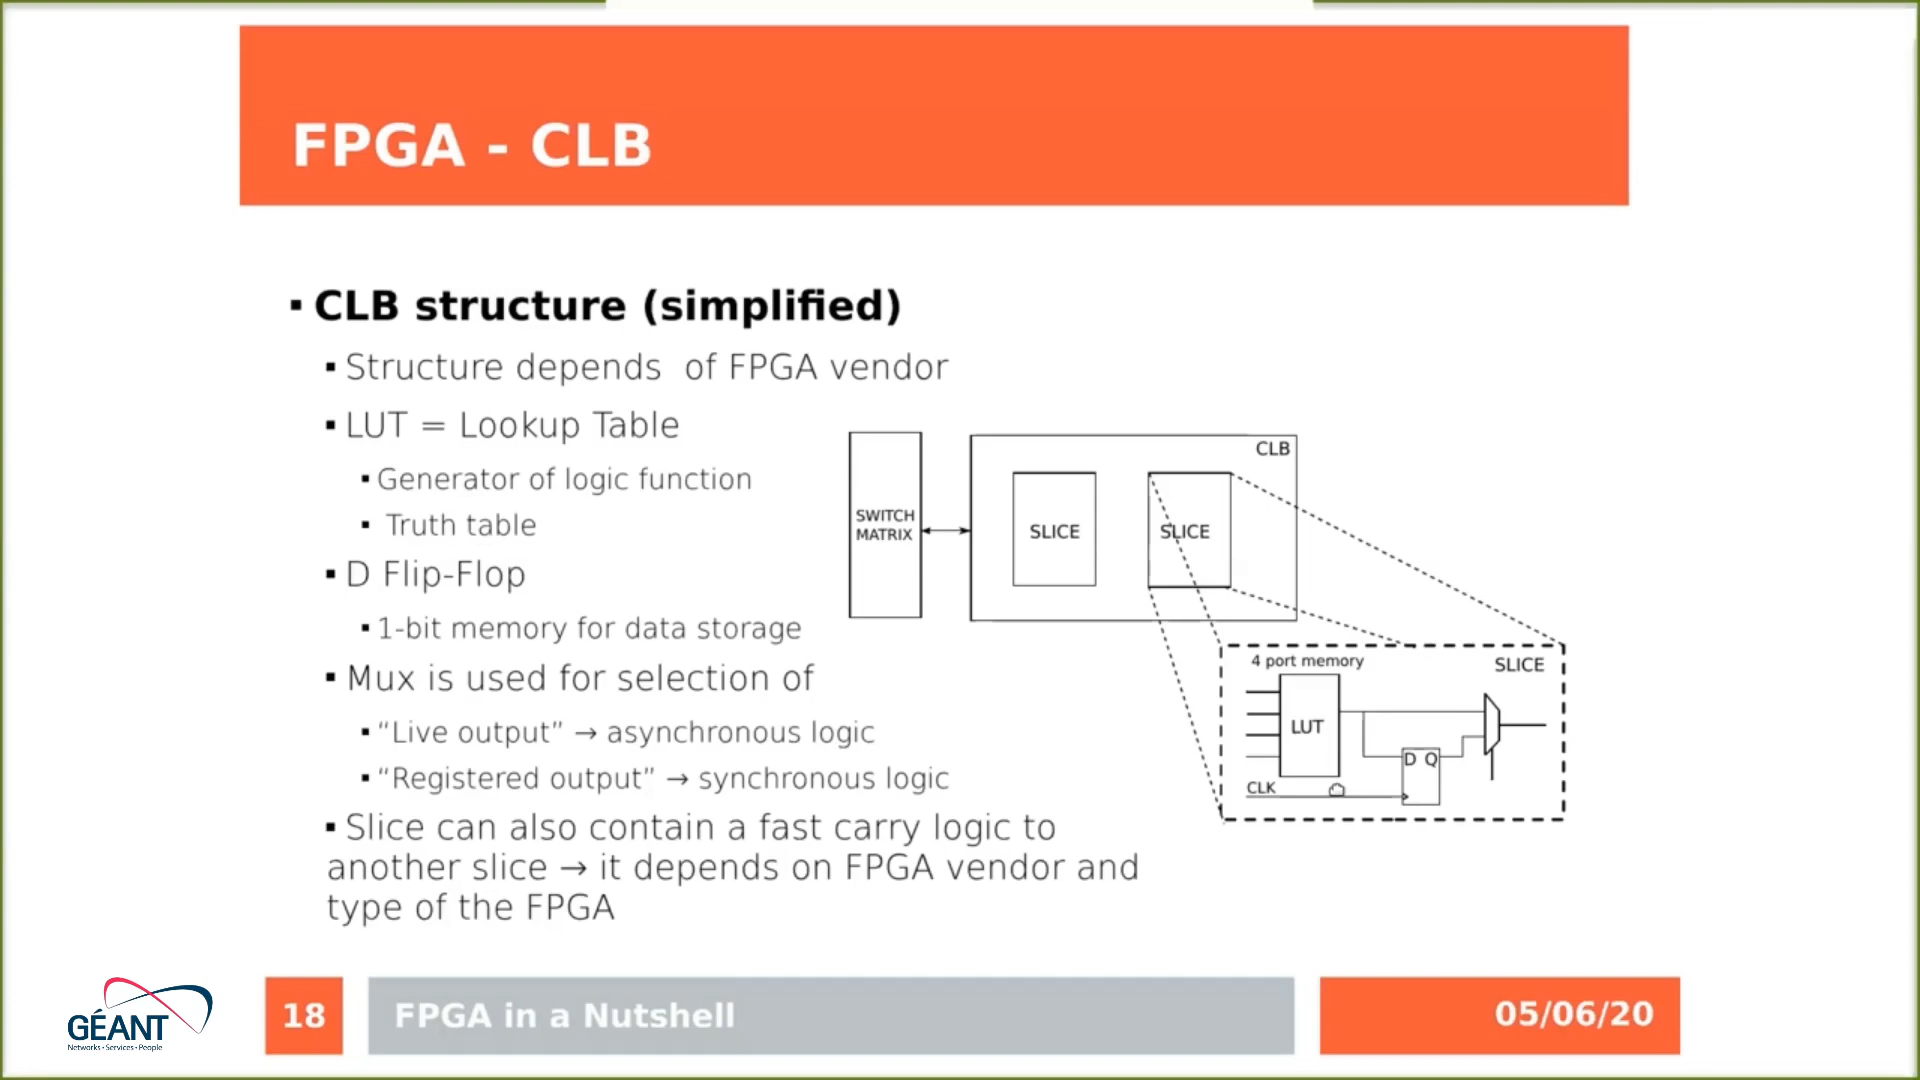 FPGA - CLB
▪ CLB structure (simplified)
▪ Structure depends  of FPGA vendor
▪ LUT = Lookup Table
▪ Generator of logic function
▪ Truth table
▪ D Flip-Flop
▪ 1-bit memory for data storage
▪ Mux is used for selection of
▪ “Live output” → asynchronous logic
▪ “Registered output” → synchronous logic
▪ Slice can also contain a fast carry logic to
another slice → it depends on FPGA vendor and
type of the FPGA
SWITCH
MATRIX
CLB
SLICE
SLICE
4 port memory
SLICE
LUT
D Q
CLK
GÉANT
Networks • Services • People
18
FPGA in a Nutshell
05/06/20